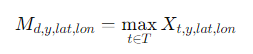 $M_{d,y,lat,lon} = \max_{t \in T} X_{t,y,lat,lon}$